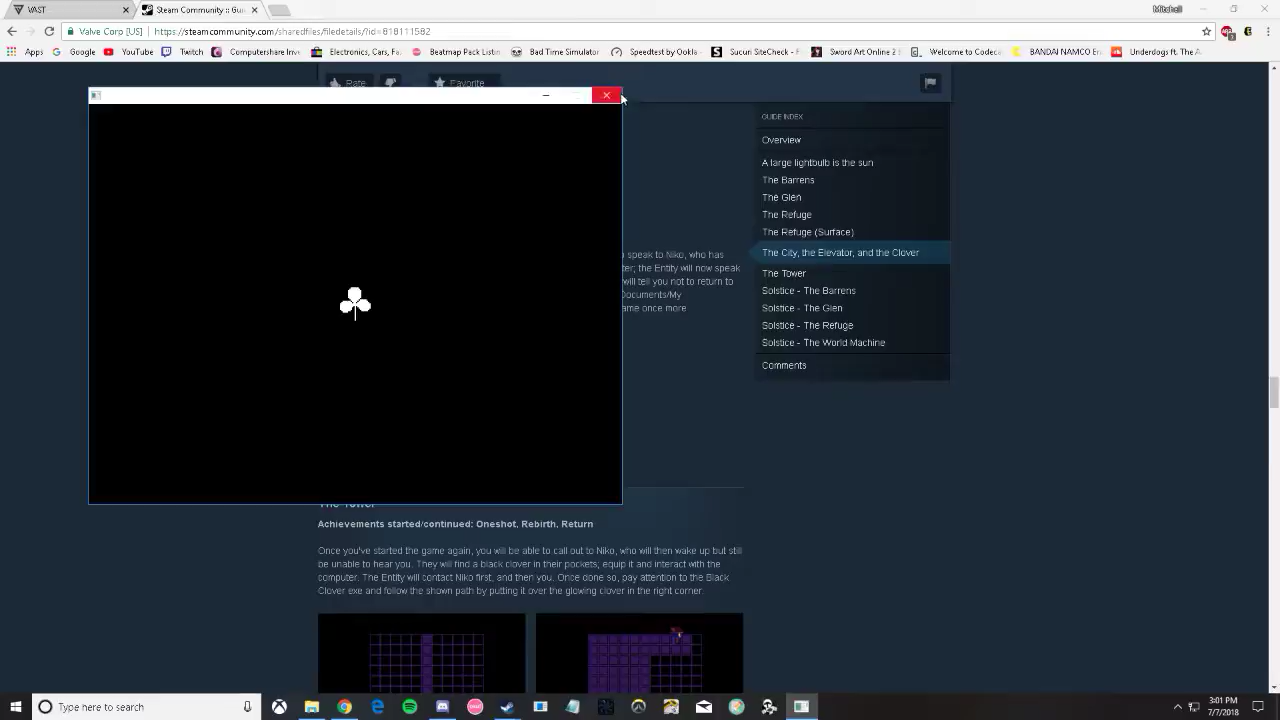 VAST
Steam Community :: Gui
Mitchell
Valve Corp [US]
https://steamcommunity.com/sharedfiles/filedetails/?id=818111582
Apps
Twitter
YouTube
Twitch
Computershare Inve
Electronics, Cars, Fa
Beatmap Pack Listin
Bad Time Simulator
Speedtest by Ookla
Sucuri SiteCheck - Fr
Sword Art Online 2 S
Welcome to Codeca
BANDAI NAMCO En
Underdogs ft. The A
Rate
Favorite
GUIDE INDEX
Overview
A large lightbulb is the sun
The Barrens
The Glen
The Refuge
The Refuge (Surface)
The City, the Elevator, and the Clover
The Tower
Solstice - The Barrens
Solstice - The Glen
Solstice - The Refuge
Solstice - The World Machine
Comments
speak to Niko, who has
ter; the Entity will now speak
will tell you not to return to
Documents/My
ame once more
The Tower
Achievements started/continued: Oneshot, Rebirth, Return
Once you've started the game again, you will be able to call out to Niko, who will then wake up but still
be unable to hear you. They will find a black clover in their pockets; equip it and interact with the
computer. The Entity will contact Niko first, and then you. Once done so, pay attention to the Black
Clover exe and follow the shown path by putting it over the glowing clover in the right corner.
Type here to search
3:01 PM
7/7/2018